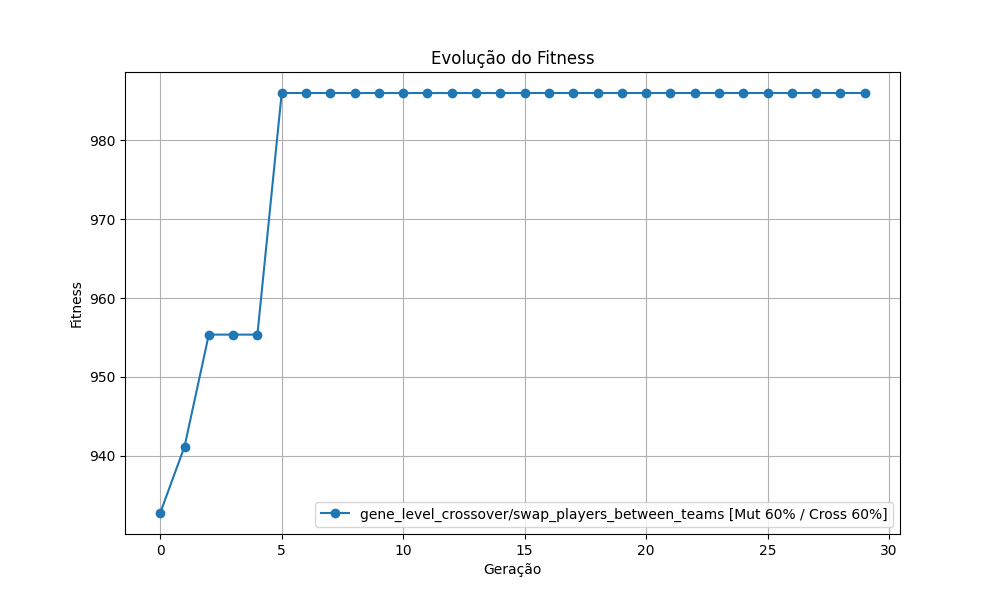 Evolução do Fitness
Fitness
980
970
960
950
940
gene_level_crossover/swap_players_between_teams [Mut 60% / Cross 60%]
0 5 10 15 20 25 30
Geração